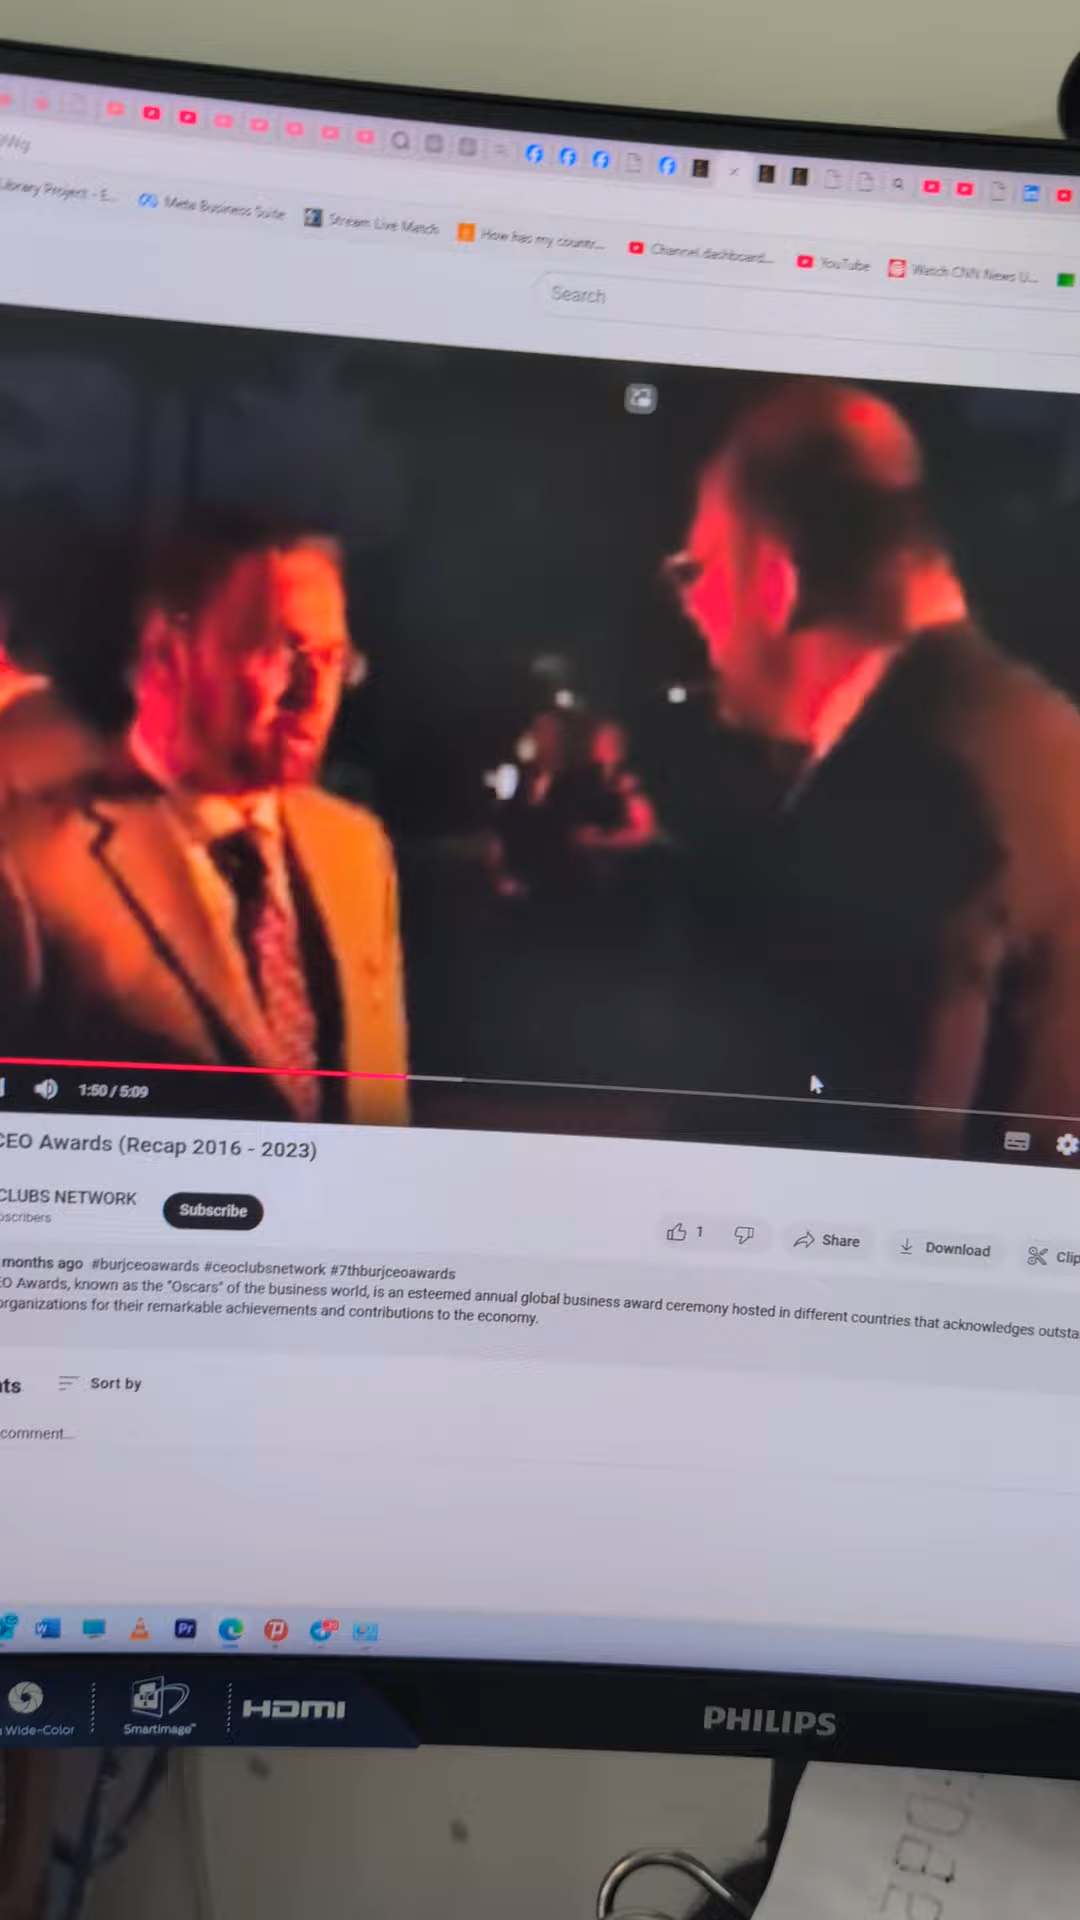 Library Project - E...
Meta Business Suite
Stream Live Match
How has my countr...
Channel dashboard...
YouTube
Watch CNN News U...
Search
1:50 / 5:09
CEO Awards (Recap 2016 - 2023)
CLUBS NETWORK
Subscribe
1
Share
Download
Clip
months ago #burjceoawards #ceoclubsnetwork #7thburjceoawards
EO Awards, known as the "Oscars" of the business world, is an esteemed annual global business award ceremony hosted in different countries that acknowledges outsta
organizations for their remarkable achievements and contributions to the economy.
nts
Sort by
comment...
W
Pr
Wide-Color
SmartImage
HDMI
PHILIPS